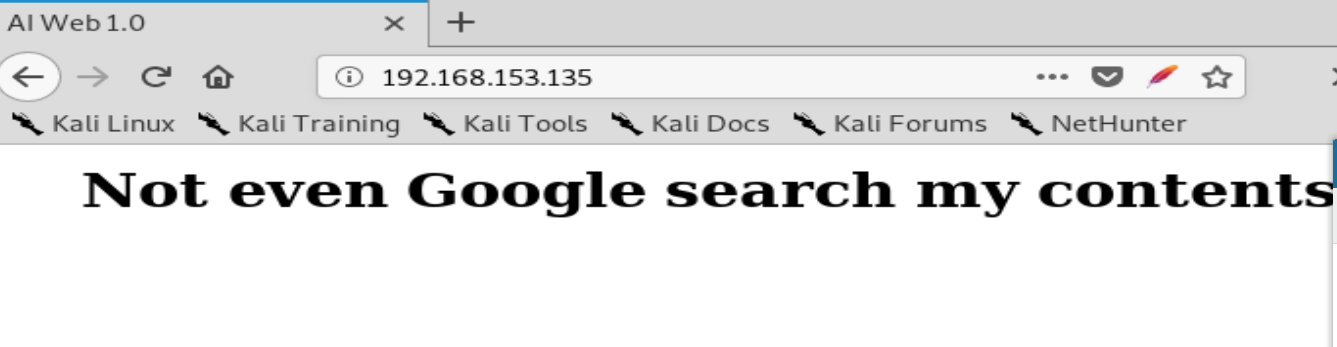 AI Web 1.0
192.168.153.135
Kali Linux Kali Training Kali Tools Kali Docs Kali Forums NetHunter
Not even Google search my contents